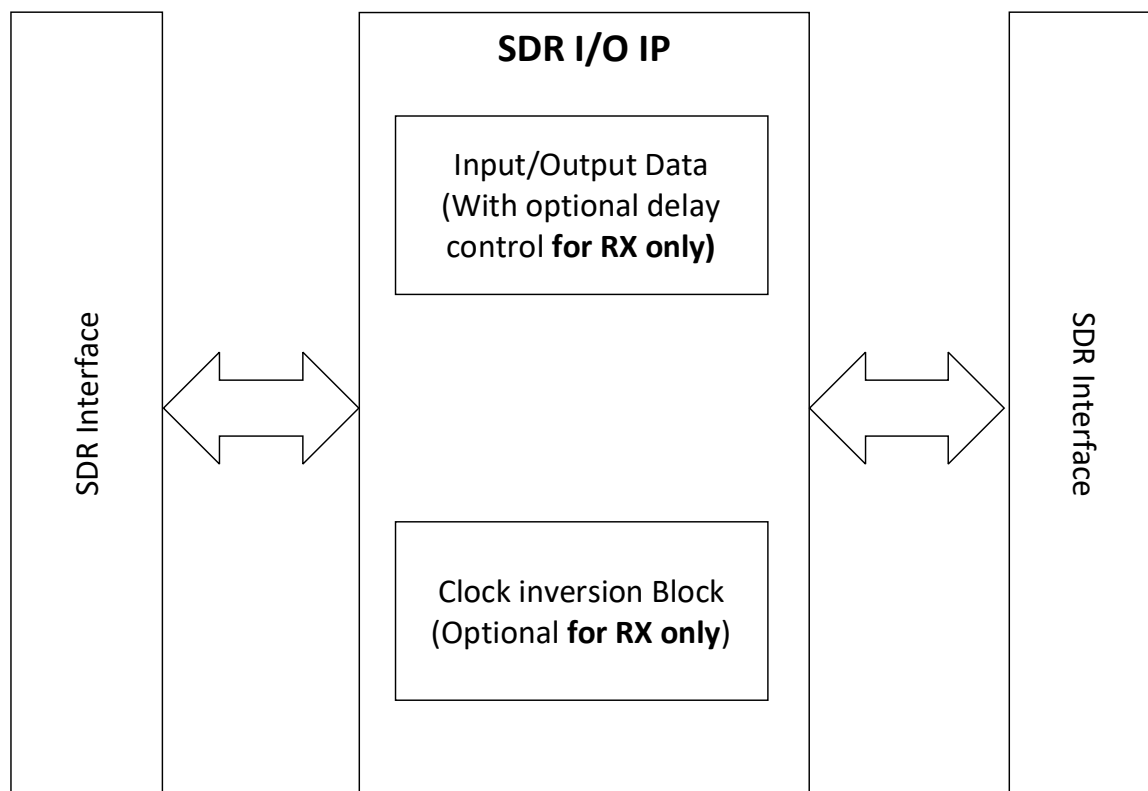 SDR I/O IP
Input/Output Data
(With optional delay
control for RX only)
SDR Interface
SDR Interface
Clock inversion Block
(Optional for RX only)